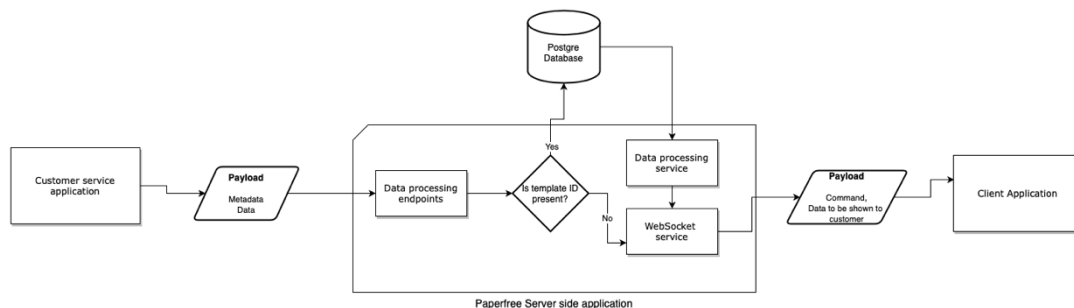 Postgre
Database
Yes
Customer service
application
Payload
Metadata
Data
Data processing
endpoints
Is template ID
present?
No
Data processing
service
WebSocket
service
Payload
Command,
Data to be shown to
customer
Client Application
Paperfree Server side application